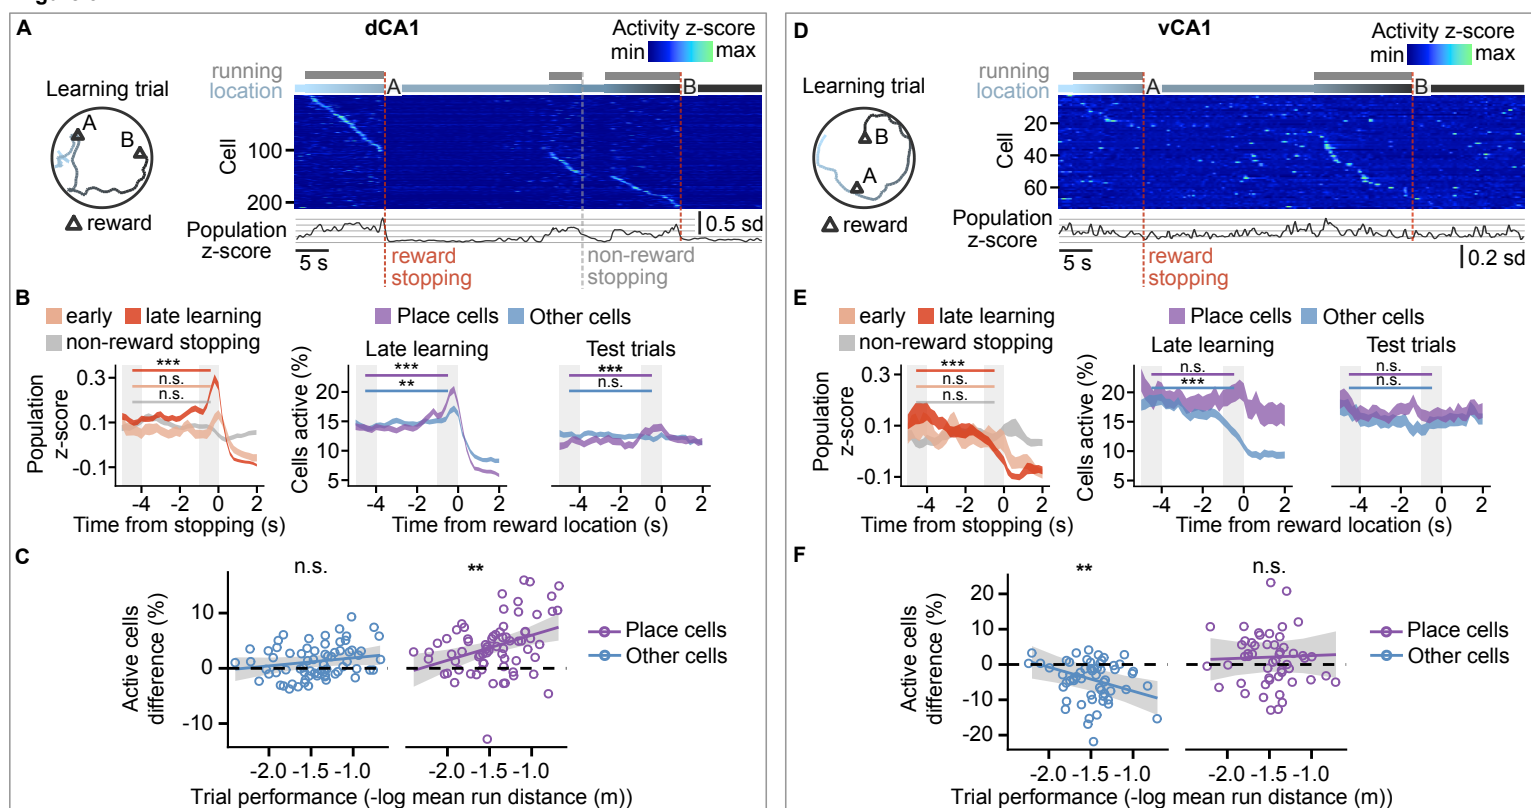 A
dCA1
Activity z-score
min
max
running
location
A
B
Learning trial
A
B
reward
Cell
100
200
Population
z-score
0.5 sd
5 s
reward
stopping
non-reward
stopping
B
early
late learning
non-reward stopping
Place cells
Other cells
Late learning
Test trials
***
n.s.
n.s.
***
**
***
n.s.
Population
z-score
0.3
0.1
-0.1
Cells active (%)
20
15
10
5
-4
-2
0
2
-4
-2
0
2
-4
-2
0
2
Time from stopping (s)
Time from reward location (s)
C
n.s.
**
Active cells
difference (%)
10
0
-10
Place cells
Other cells
-2.0 -1.5 -1.0
-2.0 -1.5 -1.0
Trial performance (-log mean run distance (m))
D
vCA1
Activity z-score
min
max
running
location
A
B
Learning trial
B
A
reward
Cell
20
40
60
Population
z-score
5 s
0.2 sd
reward
stopping
E
early
late learning
non-reward stopping
Place cells
Other cells
Late learning
Test trials
***
n.s.
n.s.
n.s.
***
n.s.
n.s.
Population
z-score
0.3
0.1
-0.1
Cells active (%)
20
15
10
5
-4
-2
0
2
-4
-2
0
2
-4
-2
0
2
Time from stopping (s)
Time from reward location (s)
F
**
n.s.
Active cells
difference (%)
20
10
0
-10
-20
Place cells
Other cells
-2.0 -1.5 -1.0
-2.0 -1.5 -1.0
Trial performance (-log mean run distance (m))